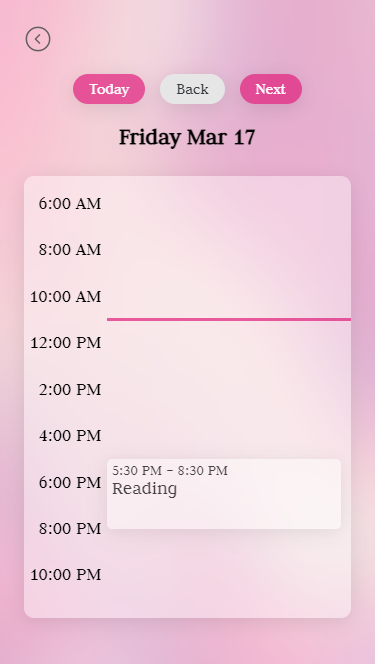 Today
Back
Next
Friday Mar 17
6:00 AM
8:00 AM
10:00 AM
12:00 PM
2:00 PM
4:00 PM
5:30 PM – 8:30 PM
6:00 PM
Reading
8:00 PM
10:00 PM